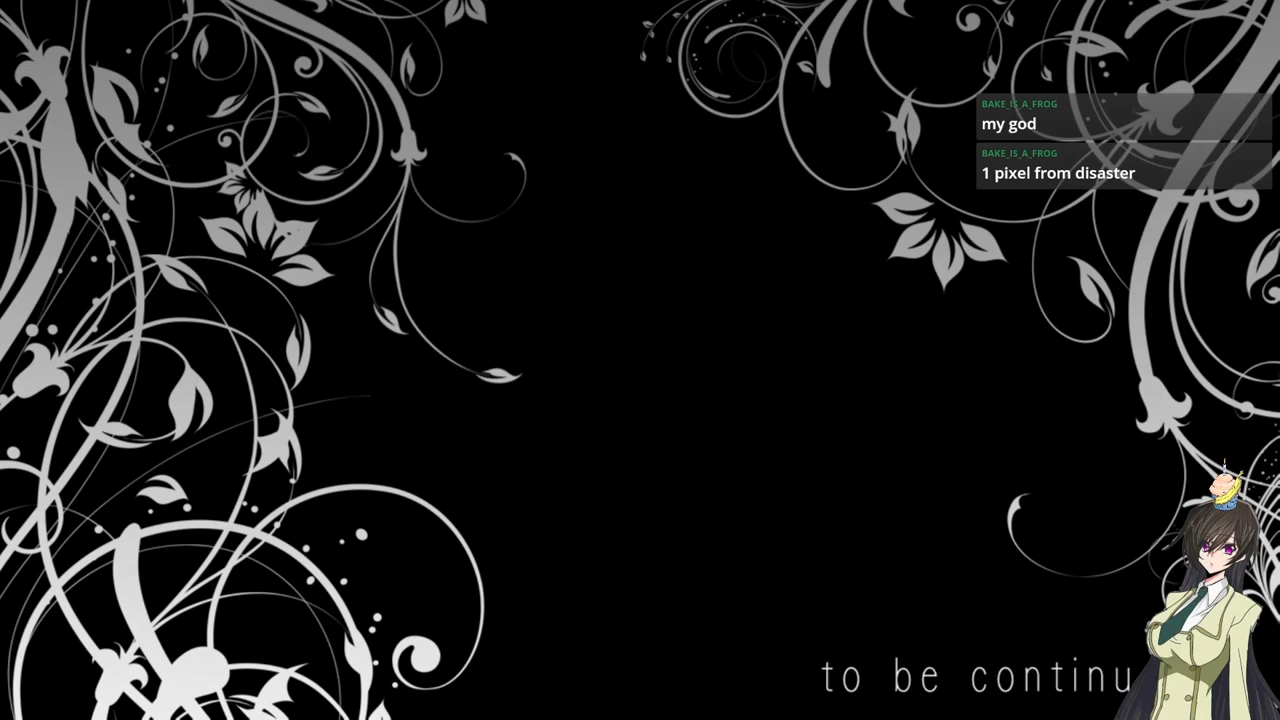 BAKE_IS_A_FROG
my god
BAKE_IS_A_FROG
1 pixel from disaster
to be continu